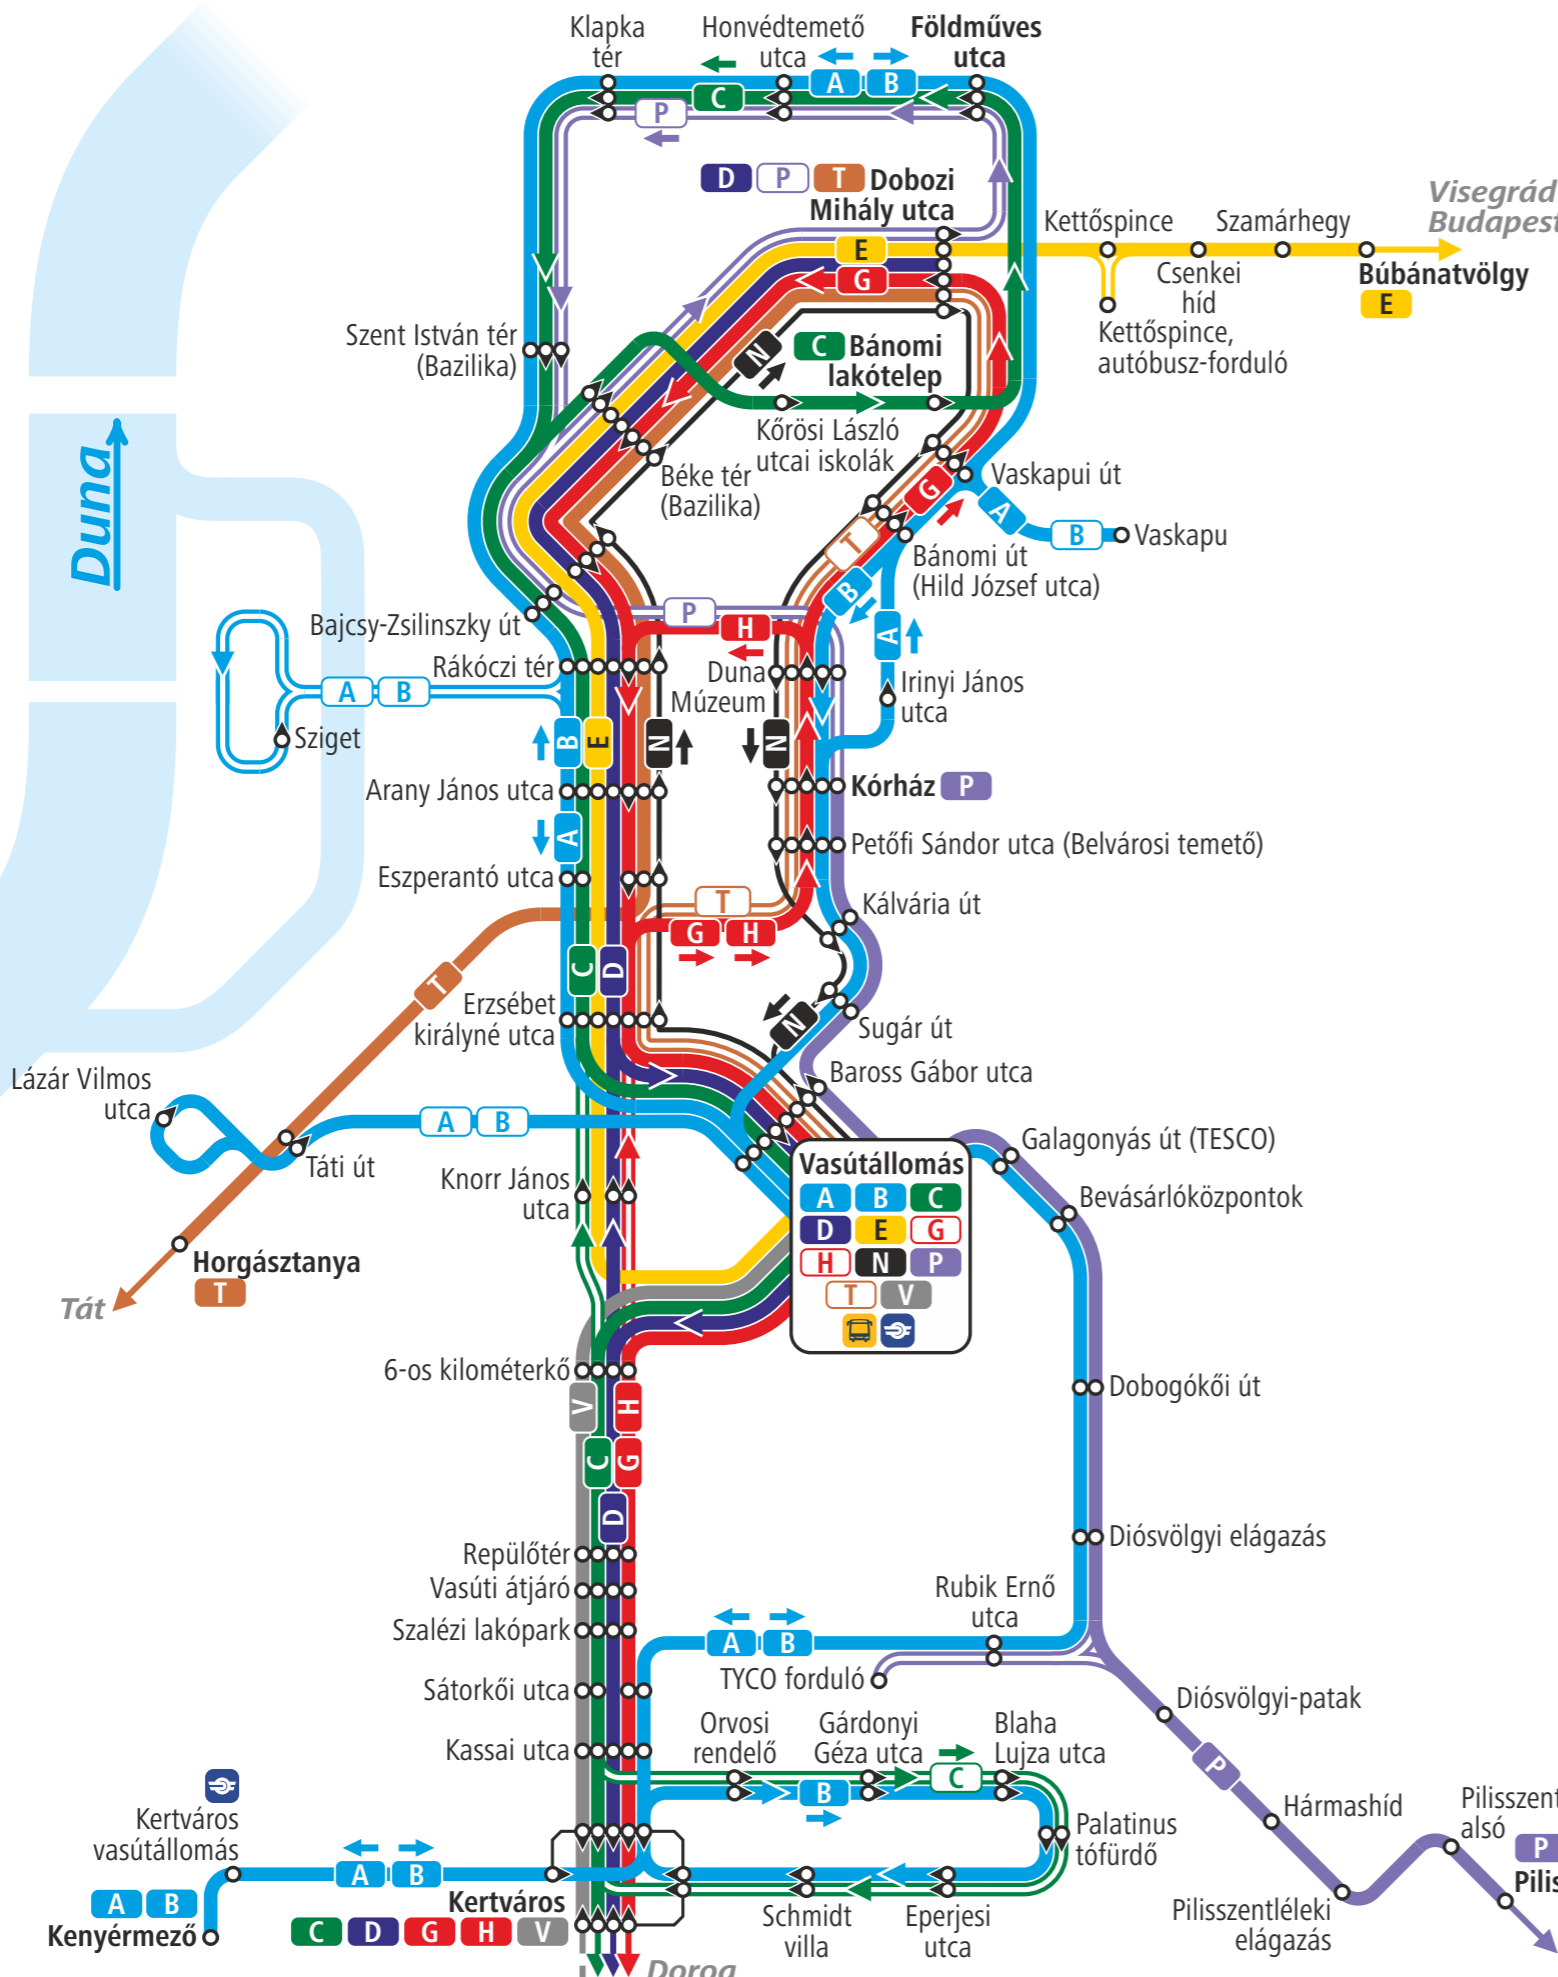 Klapka
tér
Honvédtemető
utca
Földműves
utca
A
B
C
P
D
P
T
Dobozi
Mihály utca
E
G
Kettőspince
Szamárhegy
Visegrád
Budapest
Csenkei
híd
Búbánatvölgy
E
Kettőspince,
autóbusz-forduló
Szent István tér
(Bazilika)
N
C
Bánomi
lakótelep
Kőrösi László
utcai iskolák
Béke tér
(Bazilika)
G
Vaskapui út
A
B
Vaskapu
T
Bánomi út
(Hild József utca)
B
Duna
Bajcsy-Zsilinszky út
P
H
A
Rákóczi tér
Duna
Múzeum
Irinyi János
utca
A
B
Sziget
B
E
N
N
Arany János utca
Kórház
P
A
Petőfi Sándor utca (Belvárosi temető)
Eszperantó utca
T
G
H
Kálvária út
C
D
T
Erzsébet
királyné utca
N
Sugár út
Baross Gábor utca
Lázár Vilmos
utca
A
B
Táti út
Knorr János
utca
Vasútállomás
A
B
C
D
E
G
H
N
P
T
V
Galagonyás út (TESCO)
Bevásárlóközpontok
Horgásztanya
T
Tát
6-os kilométerkő
V
H
C
G
D
Dobogókői út
Repülőtér
Vasúti átjáró
Szalézi lakópark
Diósvölgyi elágazás
Rubik Ernő
utca
A
B
TYCO forduló
Sátorkői utca
Diósvölgyi-patak
Kassai utca
Orvosi
rendelő
Gárdonyi
Géza utca
Blaha
Lujza utca
C
B
P
Kertváros
vasútállomás
Palatinus
tófürdő
Hármashíd
Pilisszent
alsó
P
Pilis
A
B
A
B
Kenyérmező
Kertváros
C
D
G
H
V
Schmidt
villa
Eperjesi
utca
Pilisszentléleki
elágazás
Dorog